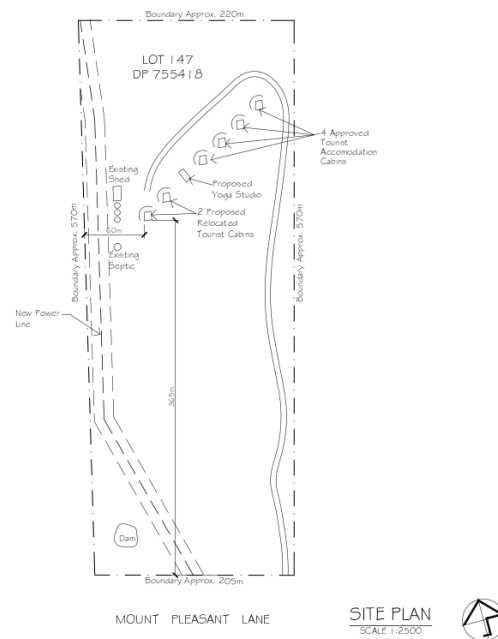 Boundary Approx. 220m
LOT 147
DP 755418
4 Approved
Tourist
Accomodation
Cabins
Existing
Shed
Proposed
Yoga Studio
2 Proposed
Relocated
Tourist Cabins
60m
Existing
Septic
Boundary Approx. 570m
Boundary Approx. 570m
New Power
Line
365m
Dam
Boundary Approx. 205m
MOUNT PLEASANT LANE
SITE PLAN
SCALE 1:2500